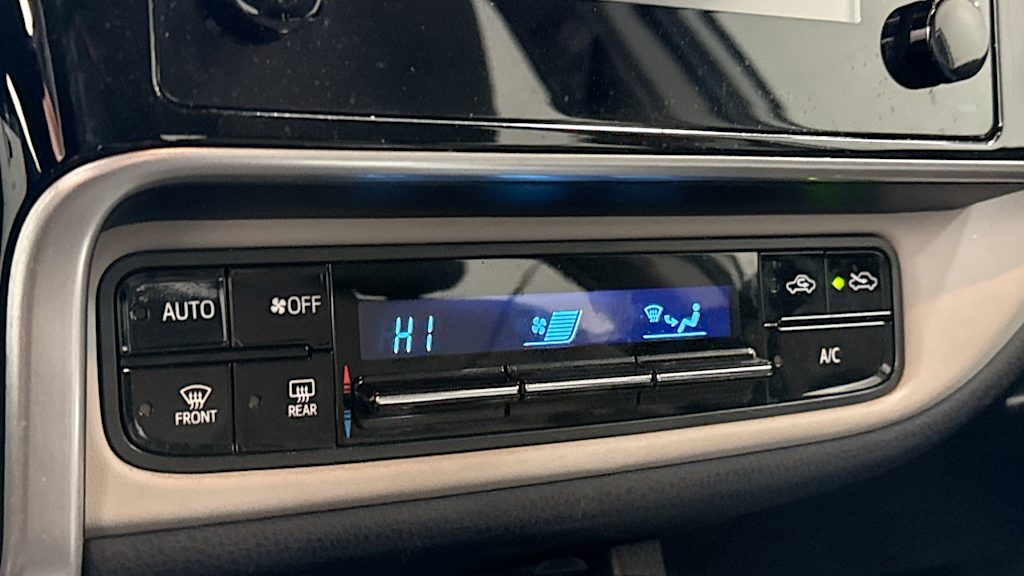 AUTO
OFF
HI
FRONT
REAR
A/C